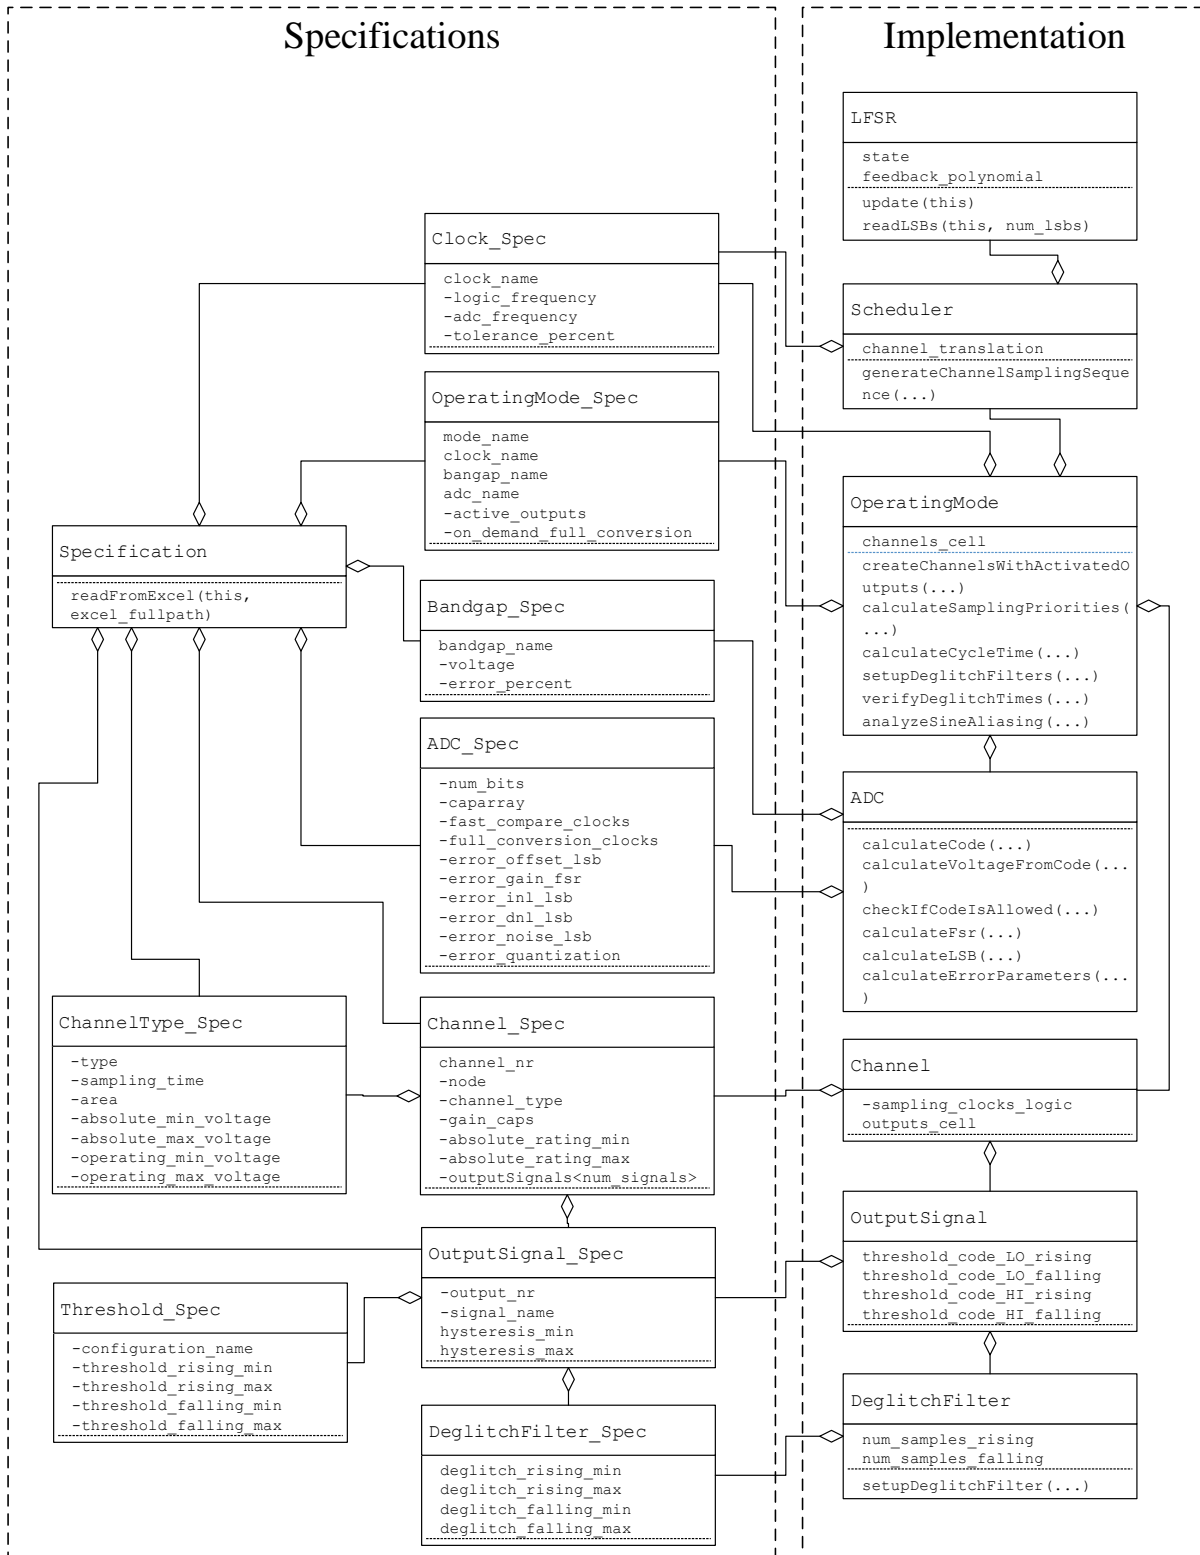 Specifications
Clock_Spec
clock_name
-logic_frequency
-adc_frequency
-tolerance_percent
OperatingMode_Spec
mode_name
clock_name
bangap_name
adc_name
-active_outputs
-on_demand_full_conversion
Specification
readFromExcel(this,
excel_fullpath)
Bandgap_Spec
bandgap_name
-voltage
-error_percent
ADC_Spec
-num_bits
-caparray
-fast_compare_clocks
-full_conversion_clocks
-error_offset_lsb
-error_gain_fsr
-error_inl_lsb
-error_dnl_lsb
-error_noise_lsb
-error_quantization
ChannelType_Spec
-type
-sampling_time
-area
-absolute_min_voltage
-absolute_max_voltage
-operating_min_voltage
-operating_max_voltage
Channel_Spec
channel_nr
-node
-channel_type
-gain_caps
-absolute_rating_min
-absolute_rating_max
-outputSignals<num_signals>
OutputSignal_Spec
-output_nr
-signal_name
hysteresis_min
hysteresis_max
Threshold_Spec
-configuration_name
-threshold_rising_min
-threshold_rising_max
-threshold_falling_min
-threshold_falling_max
DeglitchFilter_Spec
deglitch_rising_min
deglitch_rising_max
deglitch_falling_min
deglitch_falling_max
Implementation
LFSR
state
feedback_polynomial
update(this)
readLSBs(this, num_lsbs)
Scheduler
channel_translation
generateChannelSamplingSeque
nce(...)
OperatingMode
channels_cell
createChannelsWithActivatedO
utputs(...)
calculateSamplingPriorities(
...)
calculateCycleTime(...)
setupDeglitchFilters(...)
verifyDeglitchTimes(...)
analyzeSineAliasing(...)
ADC
calculateCode(...)
calculateVoltageFromCode(...
)
checkIfCodeIsAllowed(...)
calculateFsr(...)
calculateLSB(...)
calculateErrorParameters(...
)
Channel
-sampling_clocks_logic
outputs_cell
OutputSignal
threshold_code_LO_rising
threshold_code_LO_falling
threshold_code_HI_rising
threshold_code_HI_falling
DeglitchFilter
num_samples_rising
num_samples_falling
setupDeglitchFilter(...)